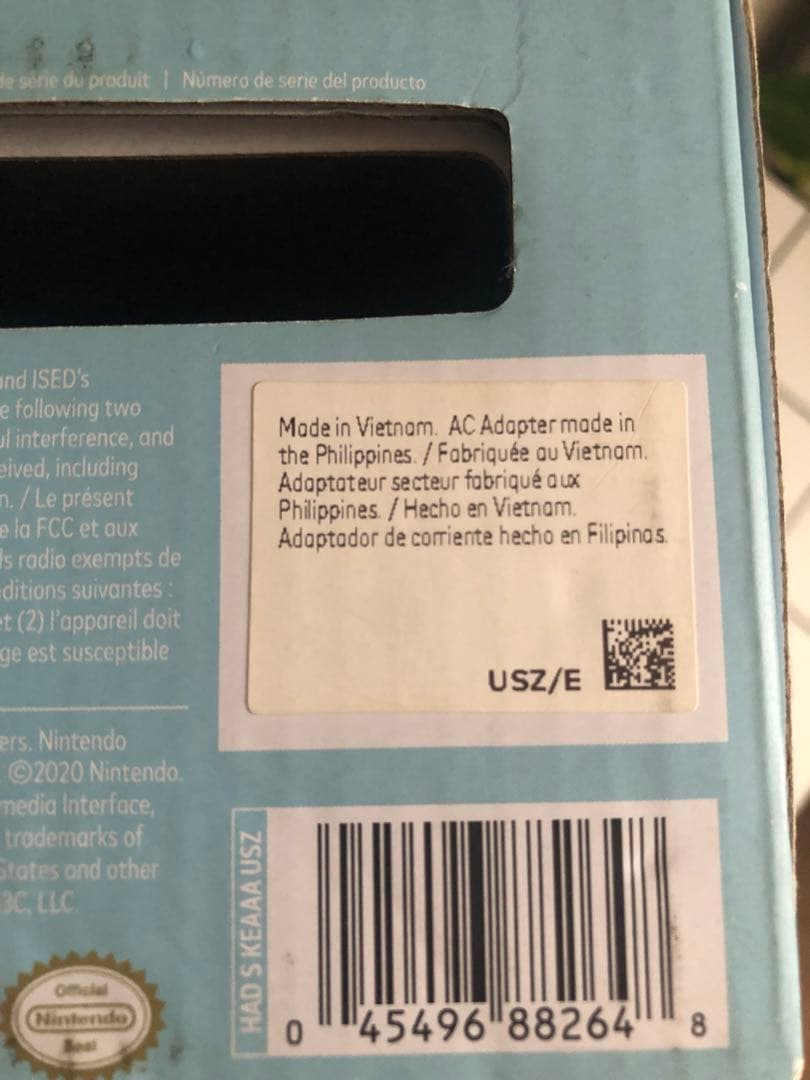 de série du produit | Número de serie del producto
and ISED's
e following two
ul interference, and
eived, including
n. / Le présent
e la FCC et aux
ls radio exempts de
ditions suivantes :
et (2) l'appareil doit
ge est susceptible
Made in Vietnam. AC Adapter made in
the Philippines. / Fabriquée au Vietnam.
Adaptateur secteur fabriqué aux
Philippines. / Hecho en Vietnam.
Adaptador de corriente hecho en Filipinas.
USZ/E
ers. Nintendo
©2020 Nintendo.
media Interface,
trademarks of
States and other
3C, LLC.
Official
Nintendo
Seal
HAD S KEAAA USZ
0 45496 88264 8